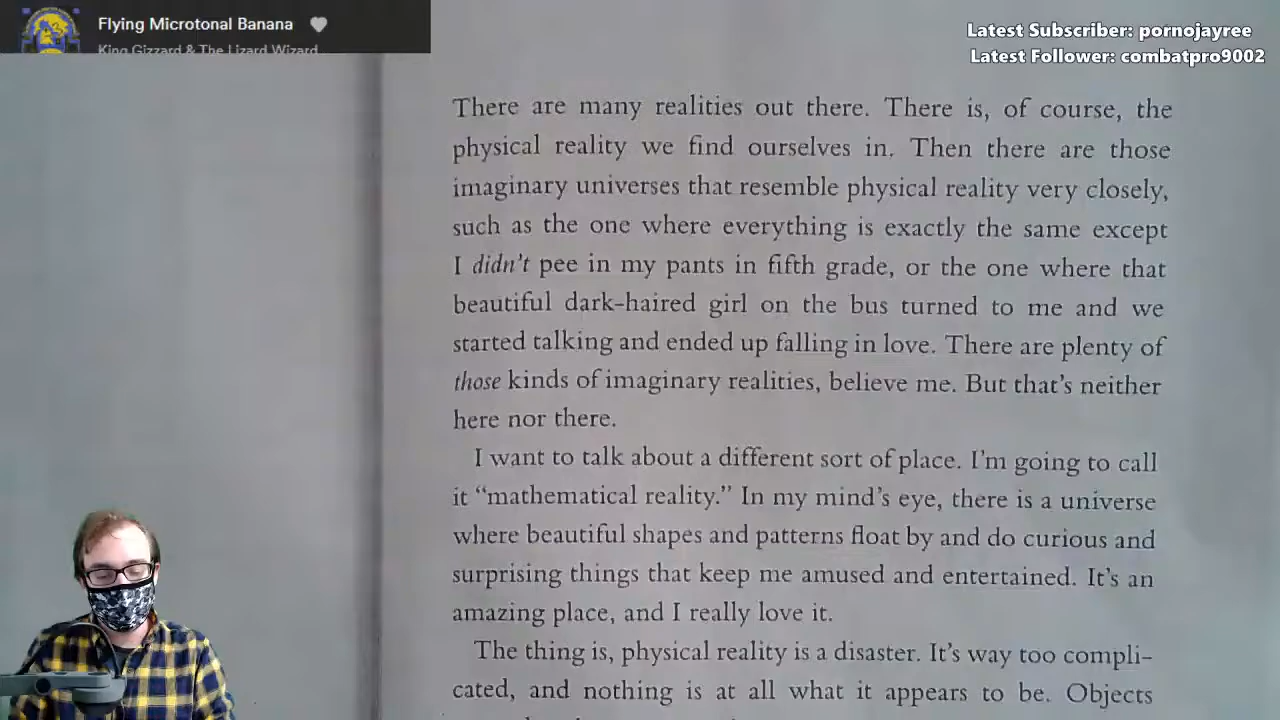 Flying Microtonal Banana
King Gizzard & The Lizard Wizard
Latest Subscriber: pornojayree
Latest Follower: combatpro9002
There are many realities out there. There is, of course, the
physical reality we find ourselves in. Then there are those
imaginary universes that resemble physical reality very closely,
such as the one where everything is exactly the same except
I didn't pee in my pants in fifth grade, or the one where that
beautiful dark-haired girl on the bus turned to me and we
started talking and ended up falling in love. There are plenty of
those kinds of imaginary realities, believe me. But that's neither
here nor there.
I want to talk about a different sort of place. I'm going to call
it “mathematical reality.” In my mind's eye, there is a universe
where beautiful shapes and patterns float by and do curious and
surprising things that keep me amused and entertained. It's an
amazing place, and I really love it.
The thing is, physical reality is a disaster. It's way too compli-
cated, and nothing is at all what it appears to be. Objects